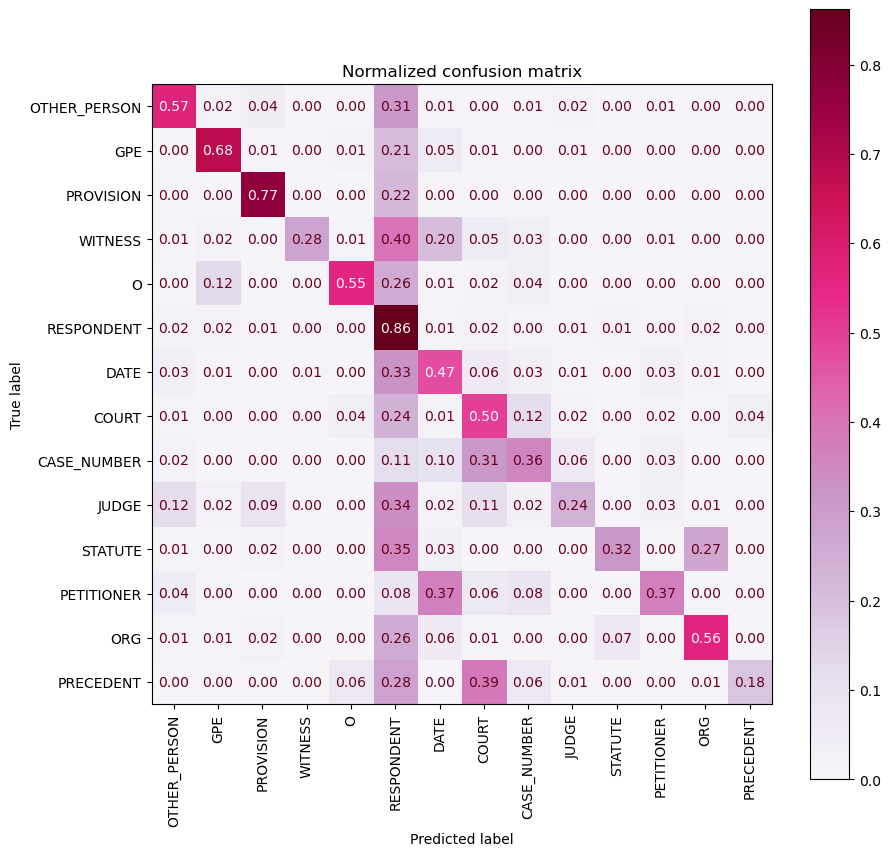 Normalized confusion matrix
True label
OTHER_PERSON 0.57 0.02 0.04 0.00 0.00 0.31 0.01 0.00 0.01 0.02 0.00 0.01 0.00 0.00
GPE 0.00 0.68 0.01 0.00 0.01 0.21 0.05 0.01 0.00 0.01 0.00 0.00 0.00 0.00
PROVISION 0.00 0.00 0.77 0.00 0.00 0.22 0.00 0.00 0.00 0.00 0.00 0.00 0.00 0.00
WITNESS 0.01 0.02 0.00 0.28 0.01 0.40 0.20 0.05 0.03 0.00 0.00 0.01 0.00 0.00
O 0.00 0.12 0.00 0.00 0.55 0.26 0.01 0.02 0.04 0.00 0.00 0.00 0.00 0.00
RESPONDENT 0.02 0.02 0.01 0.00 0.00 0.86 0.01 0.02 0.00 0.01 0.01 0.00 0.02 0.00
DATE 0.03 0.01 0.00 0.01 0.00 0.33 0.47 0.06 0.03 0.01 0.00 0.03 0.01 0.00
COURT 0.01 0.00 0.00 0.00 0.04 0.24 0.01 0.50 0.12 0.02 0.00 0.02 0.00 0.04
CASE_NUMBER 0.02 0.00 0.00 0.00 0.00 0.11 0.10 0.31 0.36 0.06 0.00 0.03 0.00 0.00
JUDGE 0.12 0.02 0.09 0.00 0.00 0.34 0.02 0.11 0.02 0.24 0.00 0.03 0.01 0.00
STATUTE 0.01 0.00 0.02 0.00 0.00 0.35 0.03 0.00 0.00 0.00 0.32 0.00 0.27 0.00
PETITIONER 0.04 0.00 0.00 0.00 0.00 0.08 0.37 0.06 0.08 0.00 0.00 0.37 0.00 0.00
ORG 0.01 0.01 0.02 0.00 0.00 0.26 0.06 0.01 0.00 0.00 0.07 0.00 0.56 0.00
PRECEDENT 0.00 0.00 0.00 0.00 0.06 0.28 0.00 0.39 0.06 0.01 0.00 0.00 0.01 0.18
OTHER_PERSON
GPE
PROVISION
WITNESS
O
RESPONDENT
DATE
COURT
CASE_NUMBER
JUDGE
STATUTE
PETITIONER
ORG
PRECEDENT
Predicted label
0.8
0.7
0.6
0.5
0.4
0.3
0.2
0.1
0.0